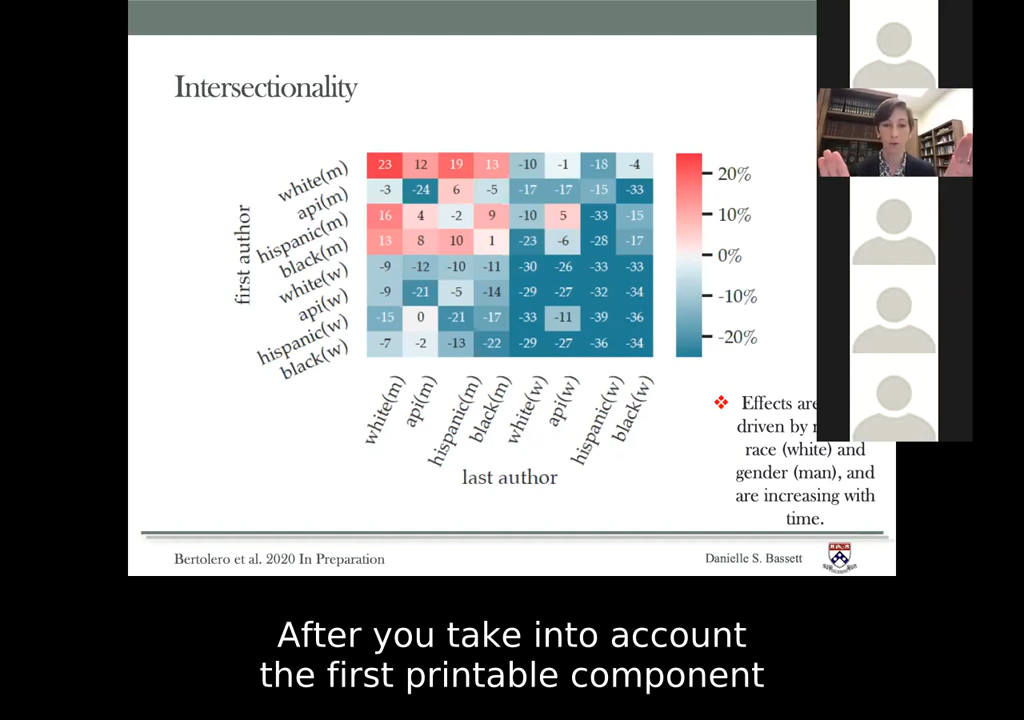 Intersectionality
first author
white(m) 23 12 19 13 -10 -1 -18 -4
api(m) -3 -24 6 -5 -17 -17 -15 -33
hispanic(m) 16 4 -2 9 -10 5 -33 -15
black(m) 13 8 10 1 -23 -6 -28 -17
white(w) -9 -12 -10 -11 -30 -26 -33 -33
api(w) -9 -21 -5 -14 -29 -27 -32 -34
hispanic(w) -15 0 -21 -17 -33 -11 -39 -36
black(w) -7 -2 -13 -22 -29 -27 -36 -34
white(m) api(m) hispanic(m) black(m) white(w) api(w) hispanic(w) black(w)
last author
20%
10%
0%
-10%
-20%
❖ Effects are
driven by
race (white) and
gender (man), and
are increasing with
time.
Bertolero et al. 2020 In Preparation
Danielle S. Bassett
After you take into account
the first printable component